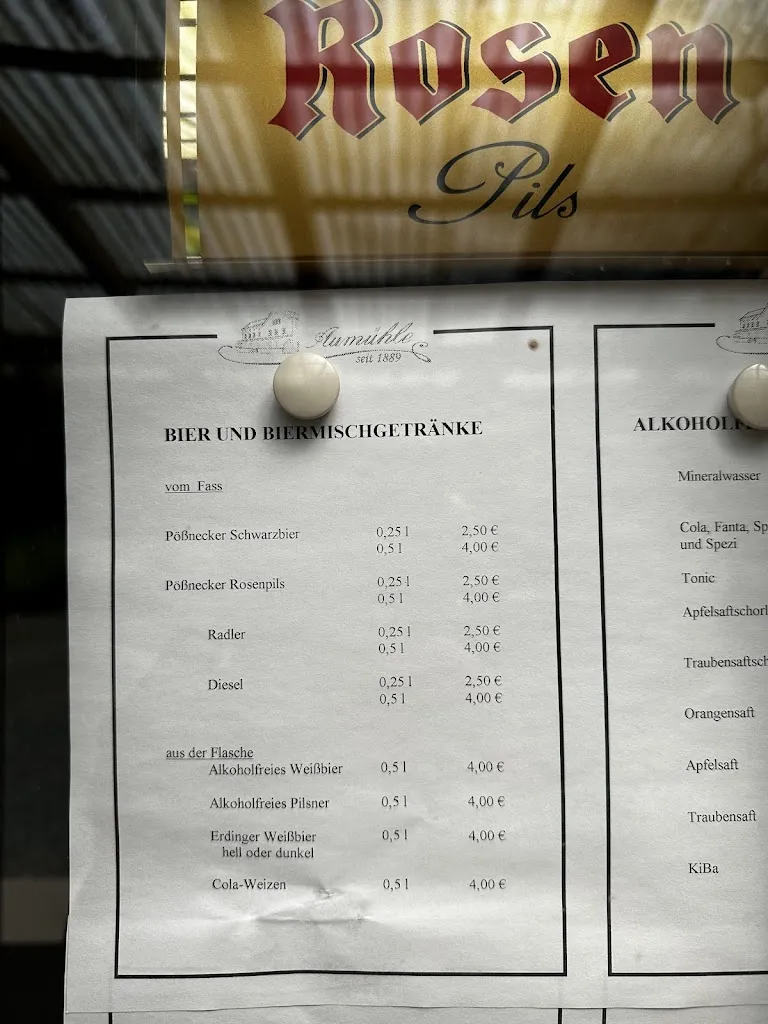 Rosen
Pils
Aumühle
seit 1889
BIER UND BIERMISCHGETRÄNKE
vom Fass
Pößnecker Schwarzbier 0,25 l 2,50 €
0,5 l 4,00 €
Pößnecker Rosenpils 0,25 l 2,50 €
0,5 l 4,00 €
Radler 0,25 l 2,50 €
0,5 l 4,00 €
Diesel 0,25 l 2,50 €
0,5 l 4,00 €
aus der Flasche
Alkoholfreies Weißbier 0,5 l 4,00 €
Alkoholfreies Pilsner 0,5 l 4,00 €
Erdinger Weißbier 0,5 l 4,00 €
hell oder dunkel
Cola-Weizen 0,5 l 4,00 €
Mineralwasser
Cola, Fanta,
und Spezi
Tonic
Orangensaft
Apfelsaft
Traubensaft
KiBa